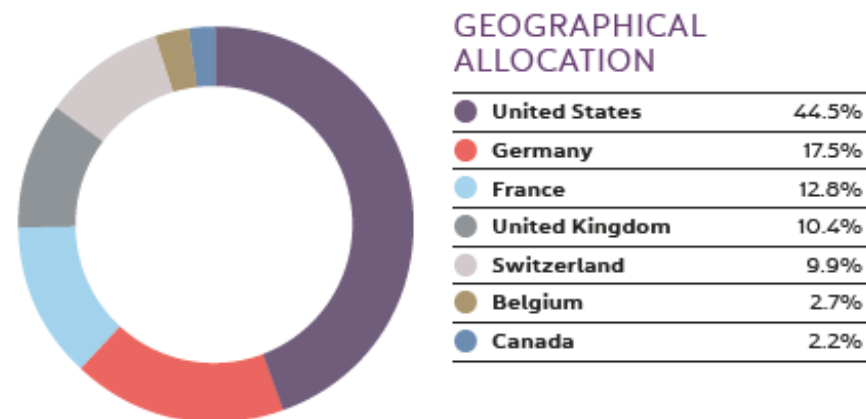 GEOGRAPHICAL
ALLOCATION
United States 44.5%
Germany 17.5%
France 12.8%
United Kingdom 10.4%
Switzerland 9.9%
Belgium 2.7%
Canada 2.2%